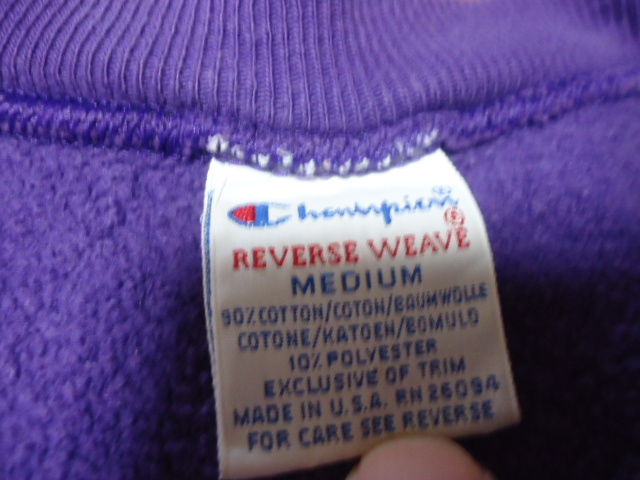 Champion®
REVERSE WEAVE
MEDIUM
90% COTTON/COTON/BAUMWOLLE
COTONE/KATOEN/BOMULD
10% POLYESTER
EXCLUSIVE OF TRIM
MADE IN U.S.A. RN 26094
FOR CARE SEE REVERSE